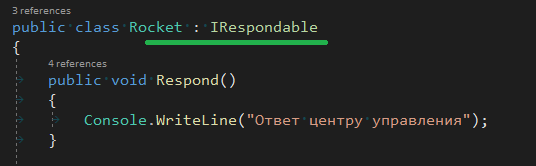 3 references
public class Rocket : IRespondable
{
4 references
public void Respond()
{
Console.WriteLine("Ответ центру управления");
}